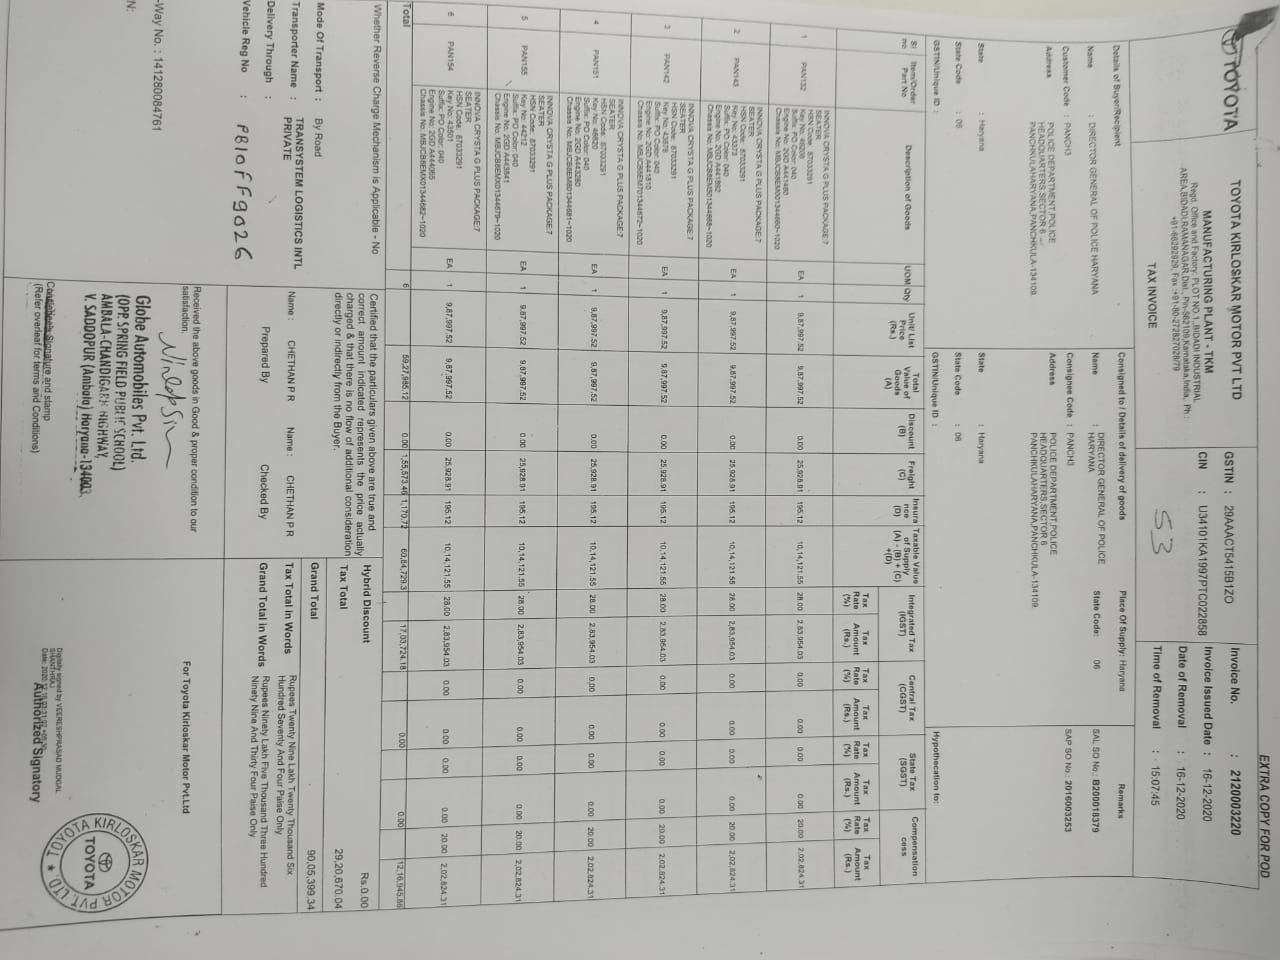 EXTRA COPY FOR POD
TOYOTA
TOYOTA KIRLOSKAR MOTOR PVT LTD
MANUFACTURING PLANT - TKM
Regd. Office and Factory: PLOT NO.1, BIDADI INDUSTRIAL
AREA,BIDADI,RAMANAGAR,Dist., Pin-562109,Karnataka,India,. Ph :
+91-66292929, Fax :+91-80-272827028/79
TAX INVOICE
GSTIN : 29AAACT5415B1ZO
CIN : U34101KA1997PTC022858
53
Invoice No. : 2120003220
Invoice Issued Date : 16-12-2020
Date of Removal : 16-12-2020
Time of Removal : 15:07:45
Details of Buyer/Recipient
Name : DIRECTOR GENERAL OF POLICE HARYANA
Customer Code : PANCH3
Address POLICE DEPARTMENT,POLICE
HEADQUARTERS,SECTOR 6
PANCHKULAHARYANA,PANCHKULA-134109.
State : Haryana
State Code : 06
GSTIN/Unique ID :
Consigned to / Details of delivery of goods Place Of Supply: Haryana
Name : DIRECTOR GENERAL OF POLICE State Code: 06
HARYANA
Consignee Code : PANCH3
Address POLICE DEPARTMENT,POLICE
HEADQUARTERS,SECTOR 6
PANCHKULAHARYANA,PANCHKULA-134109.
State : Haryana
State Code : 06
GSTIN/Unique ID :
Remarks
SAL SO No.: B200018379
SAP SO No.: 2016003253
Hypothecation to:
Sl no Item/Order Part No Description of Goods UOM Qty Unit/ List Price (Rs.) Total Value of Goods (A) Discount (B) Freight (C) Insura nce (D) Taxable Value of Supply (A) - (B) + (C) +(D) Integrated Tax (IGST) Central Tax (CGST) State Tax (SGST) Compensation cess
Tax Rate (%) Tax Amount (Rs.) Tax Rate (%) Tax Amount (Rs.) Tax Rate (%) Tax Amount (Rs.) Tax Rate (%) Tax Amount (Rs.)
INNOVA CRYSTA G PLUS PACKAGE:7
SEATER
HSN Code: 87033291
1 PAN132 EA 1 9,87,997.52 9,87,997.52 0.00 25,928.91 195.12 10,14,121.55 28.00 2,83,954.03 0.00 0.00 0.00 0.00 20.00 2,02,824.31
Key No: 46208
Suffix: PO Color: 040
Engine No: 2GD A441460
Chassis No: MBJCB8EM001344660-1020
INNOVA CRYSTA G PLUS PACKAGE:7
SEATER
HSN Code: 87033291
2 PAN143 EA 1 9,87,997.52 9,87,997.52 0.00 25,928.91 195.12 10,14,121.55 28.00 2,83,954.03 0.00 0.00 0.00 0.00 20.00 2,02,824.31
Key No: 43373
Suffix: PO Color: 040
Engine No: 2GD A441892
Chassis No: MBJCB8EM501344668-1020
INNOVA CRYSTA G PLUS PACKAGE:7
SEATER
HSN Code: 87033291
3 PAN142 EA 1 9,87,997.52 9,87,997.52 0.00 25,928.91 195.12 10,14,121.55 28.00 2,83,954.03 0.00 0.00 0.00 0.00 20.00 2,02,824.31
Key No: 43678
Suffix: PO Color: 040
Engine No: 2GD A441810
Chassis No: MBJCB8EM701344672-1020
INNOVA CRYSTA G PLUS PACKAGE:7
SEATER
HSN Code: 87033291
4 PAN151 EA 1 9,87,997.52 9,87,997.52 0.00 25,928.91 195.12 10,14,121.55 28.00 2,83,954.03 0.00 0.00 0.00 0.00 20.00 2,02,824.31
Key No: 46620
Suffix: PO Color: 040
Engine No: 2GD A443280
Chassis No: MBJCB8EM801344681-1020
INNOVA CRYSTA G PLUS PACKAGE:7
SEATER
HSN Code: 87033291
5 PAN155 EA 1 9,87,997.52 9,87,997.52 0.00 25,928.91 195.12 10,14,121.55 28.00 2,83,954.03 0.00 0.00 0.00 0.00 20.00 2,02,824.31
Key No: 44212
Suffix: PO Color: 040
Engine No: 2GD A443841
Chassis No: MBJCB8EMX01344679-1020
INNOVA CRYSTA G PLUS PACKAGE:7
SEATER
HSN Code: 87033291
6 PAN154 EA 1 9,87,997.52 9,87,997.52 0.00 25,928.91 195.12 10,14,121.55 28.00 2,83,954.03 0.00 0.00 0.00 0.00 20.00 2,02,824.31
Key No: 43501
Suffix: PO Color: 040
Engine No: 2GD A444065
Chassis No: MBJCB8EMX01344682-1020
Total 6 59,27,985.12 0.00 1,55,573.46 1,170.72 60,84,729.3 17,03,724.18 0.00 0.00 12,16,945.86
Whether Reverse Charge Mechanism is Applicable - No
Mode Of Transport : By Road
Transporter Name : TRANSYSTEM LOGISTICS INTL
PRIVATE
Delivery Through :
Vehicle Reg No : PB10FF9026
-Way No. : 141280084761
N:
Certified that the particulars given above are true and
correct amount indicated represents the price actually
charged & that there is no flow of additional consideration
directly or indirectly from the Buyer.
Name : CHETHAN P R Name : CHETHAN P R
Prepared By Checked By
Hybrid Discount Rs.0.00
Tax Total 29,20,670.04
Grand Total 90,05,399.34
Tax Total in Words Rupees Twenty Nine Lakh Twenty Thousand Six
Hundred Seventy And Four Paise Only
Grand Total in Words Rupees Ninety Lakh Five Thousand Three Hundred
Ninety Nine And Thirty Four Paise Only
Received the above goods in Good & proper condition to our
satisfaction.
Globe Automobiles Pvt. Ltd.
(OPP. SPRING FIELD PUBLIC SCHOOL)
AMBALA-CHANDIGARH HIGHWAY,
V. SADDOPUR (Ambala) Haryana-134003.
Signature and stamp
(Refer overleaf for terms and Conditions)
For Toyota Kirloskar Motor Pvt.Ltd
TOYOTA KIRLOSKAR MOTOR PVT. LTD.
TOYOTA
Digitally signed by VEERESHPRASAD MUDGAL
SHANTHRAJ
Date: 2020.12.16
Authorized Signatory